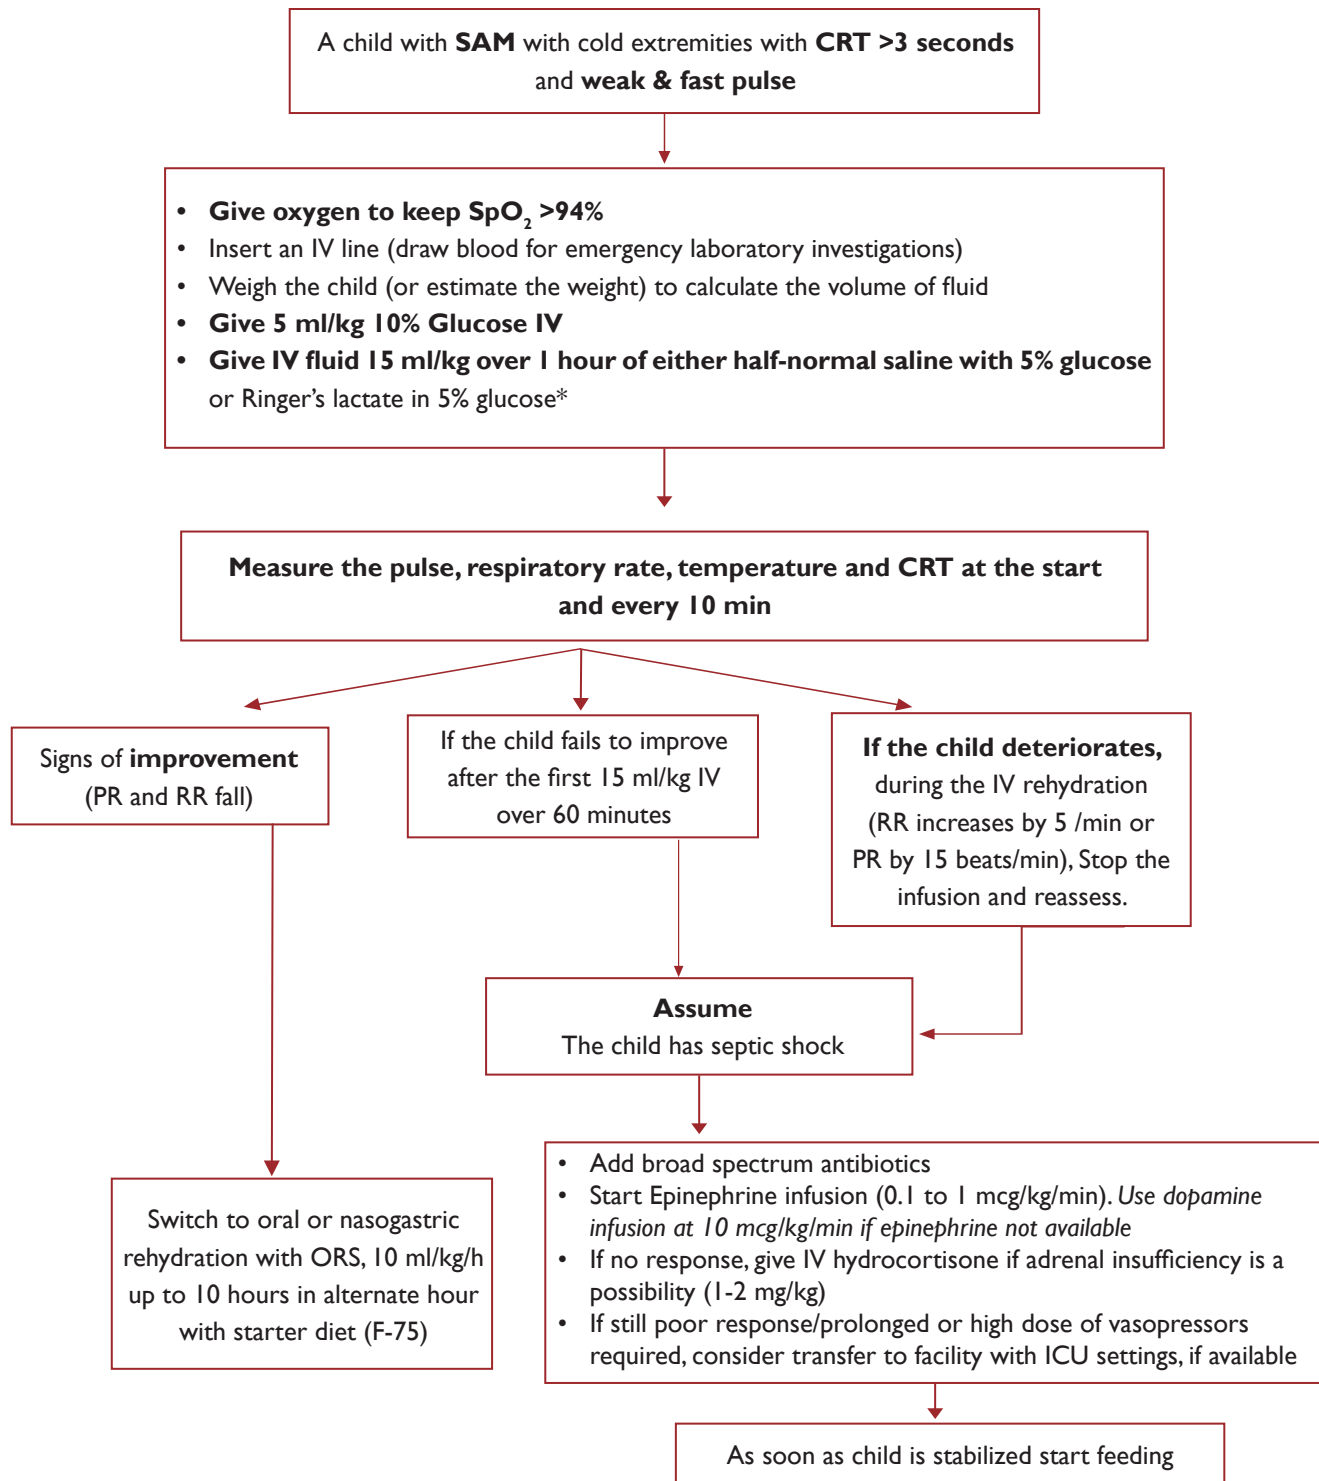 A child with SAM with cold extremities with CRT >3 seconds
and weak & fast pulse
• Give oxygen to keep SpO2 >94%
• Insert an IV line (draw blood for emergency laboratory investigations)
• Weigh the child (or estimate the weight) to calculate the volume of fluid
• Give 5 ml/kg 10% Glucose IV
• Give IV fluid 15 ml/kg over 1 hour of either half-normal saline with 5% glucose
or Ringer’s lactate in 5% glucose*
Measure the pulse, respiratory rate, temperature and CRT at the start
and every 10 min
Signs of improvement
(PR and RR fall)
If the child fails to improve
after the first 15 ml/kg IV
over 60 minutes
If the child deteriorates,
during the IV rehydration
(RR increases by 5 /min or
PR by 15 beats/min), Stop the
infusion and reassess.
Assume
The child has septic shock
Switch to oral or nasogastric
rehydration with ORS, 10 ml/kg/h
up to 10 hours in alternate hour
with starter diet (F-75)
• Add broad spectrum antibiotics
• Start Epinephrine infusion (0.1 to 1 mcg/kg/min). Use dopamine
infusion at 10 mcg/kg/min if epinephrine not available
• If no response, give IV hydrocortisone if adrenal insufficiency is a
possibility (1-2 mg/kg)
• If still poor response/prolonged or high dose of vasopressors
required, consider transfer to facility with ICU settings, if available
As soon as child is stabilized start feeding